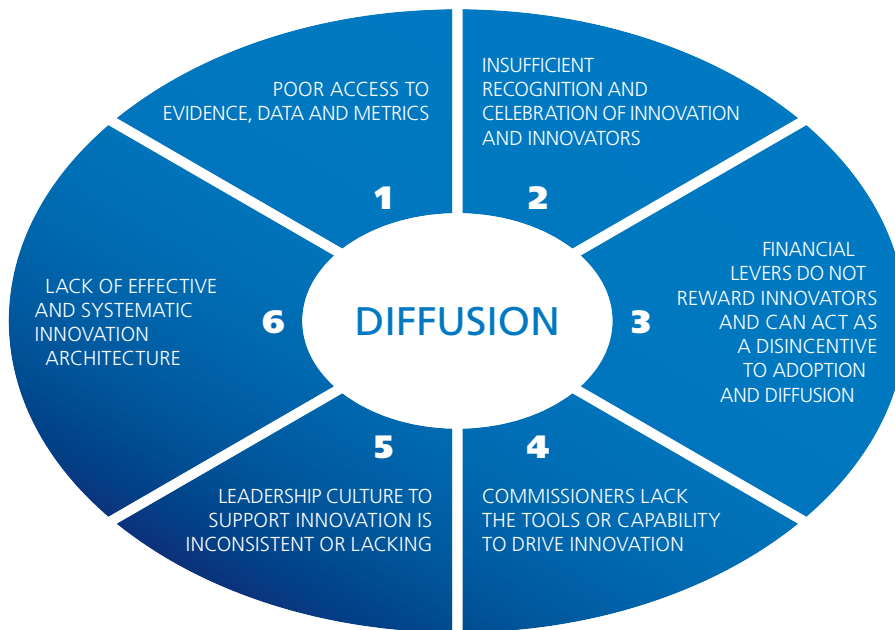 POOR ACCESS TO
EVIDENCE, DATA AND METRICS
1
INSUFFICIENT
RECOGNITION AND
CELEBRATION OF INNOVATION
AND INNOVATORS
2
FINANCIAL
LEVERS DO NOT
REWARD INNOVATORS
AND CAN ACT AS
A DISINCENTIVE
TO ADOPTION
AND DIFFUSION
3
4
COMMISSIONERS LACK
THE TOOLS OR CAPABILITY
TO DRIVE INNOVATION
5
LEADERSHIP CULTURE TO
SUPPORT INNOVATION IS
INCONSISTENT OR LACKING
LACK OF EFFECTIVE
AND SYSTEMATIC
INNOVATION
ARCHITECTURE
6
DIFFUSION